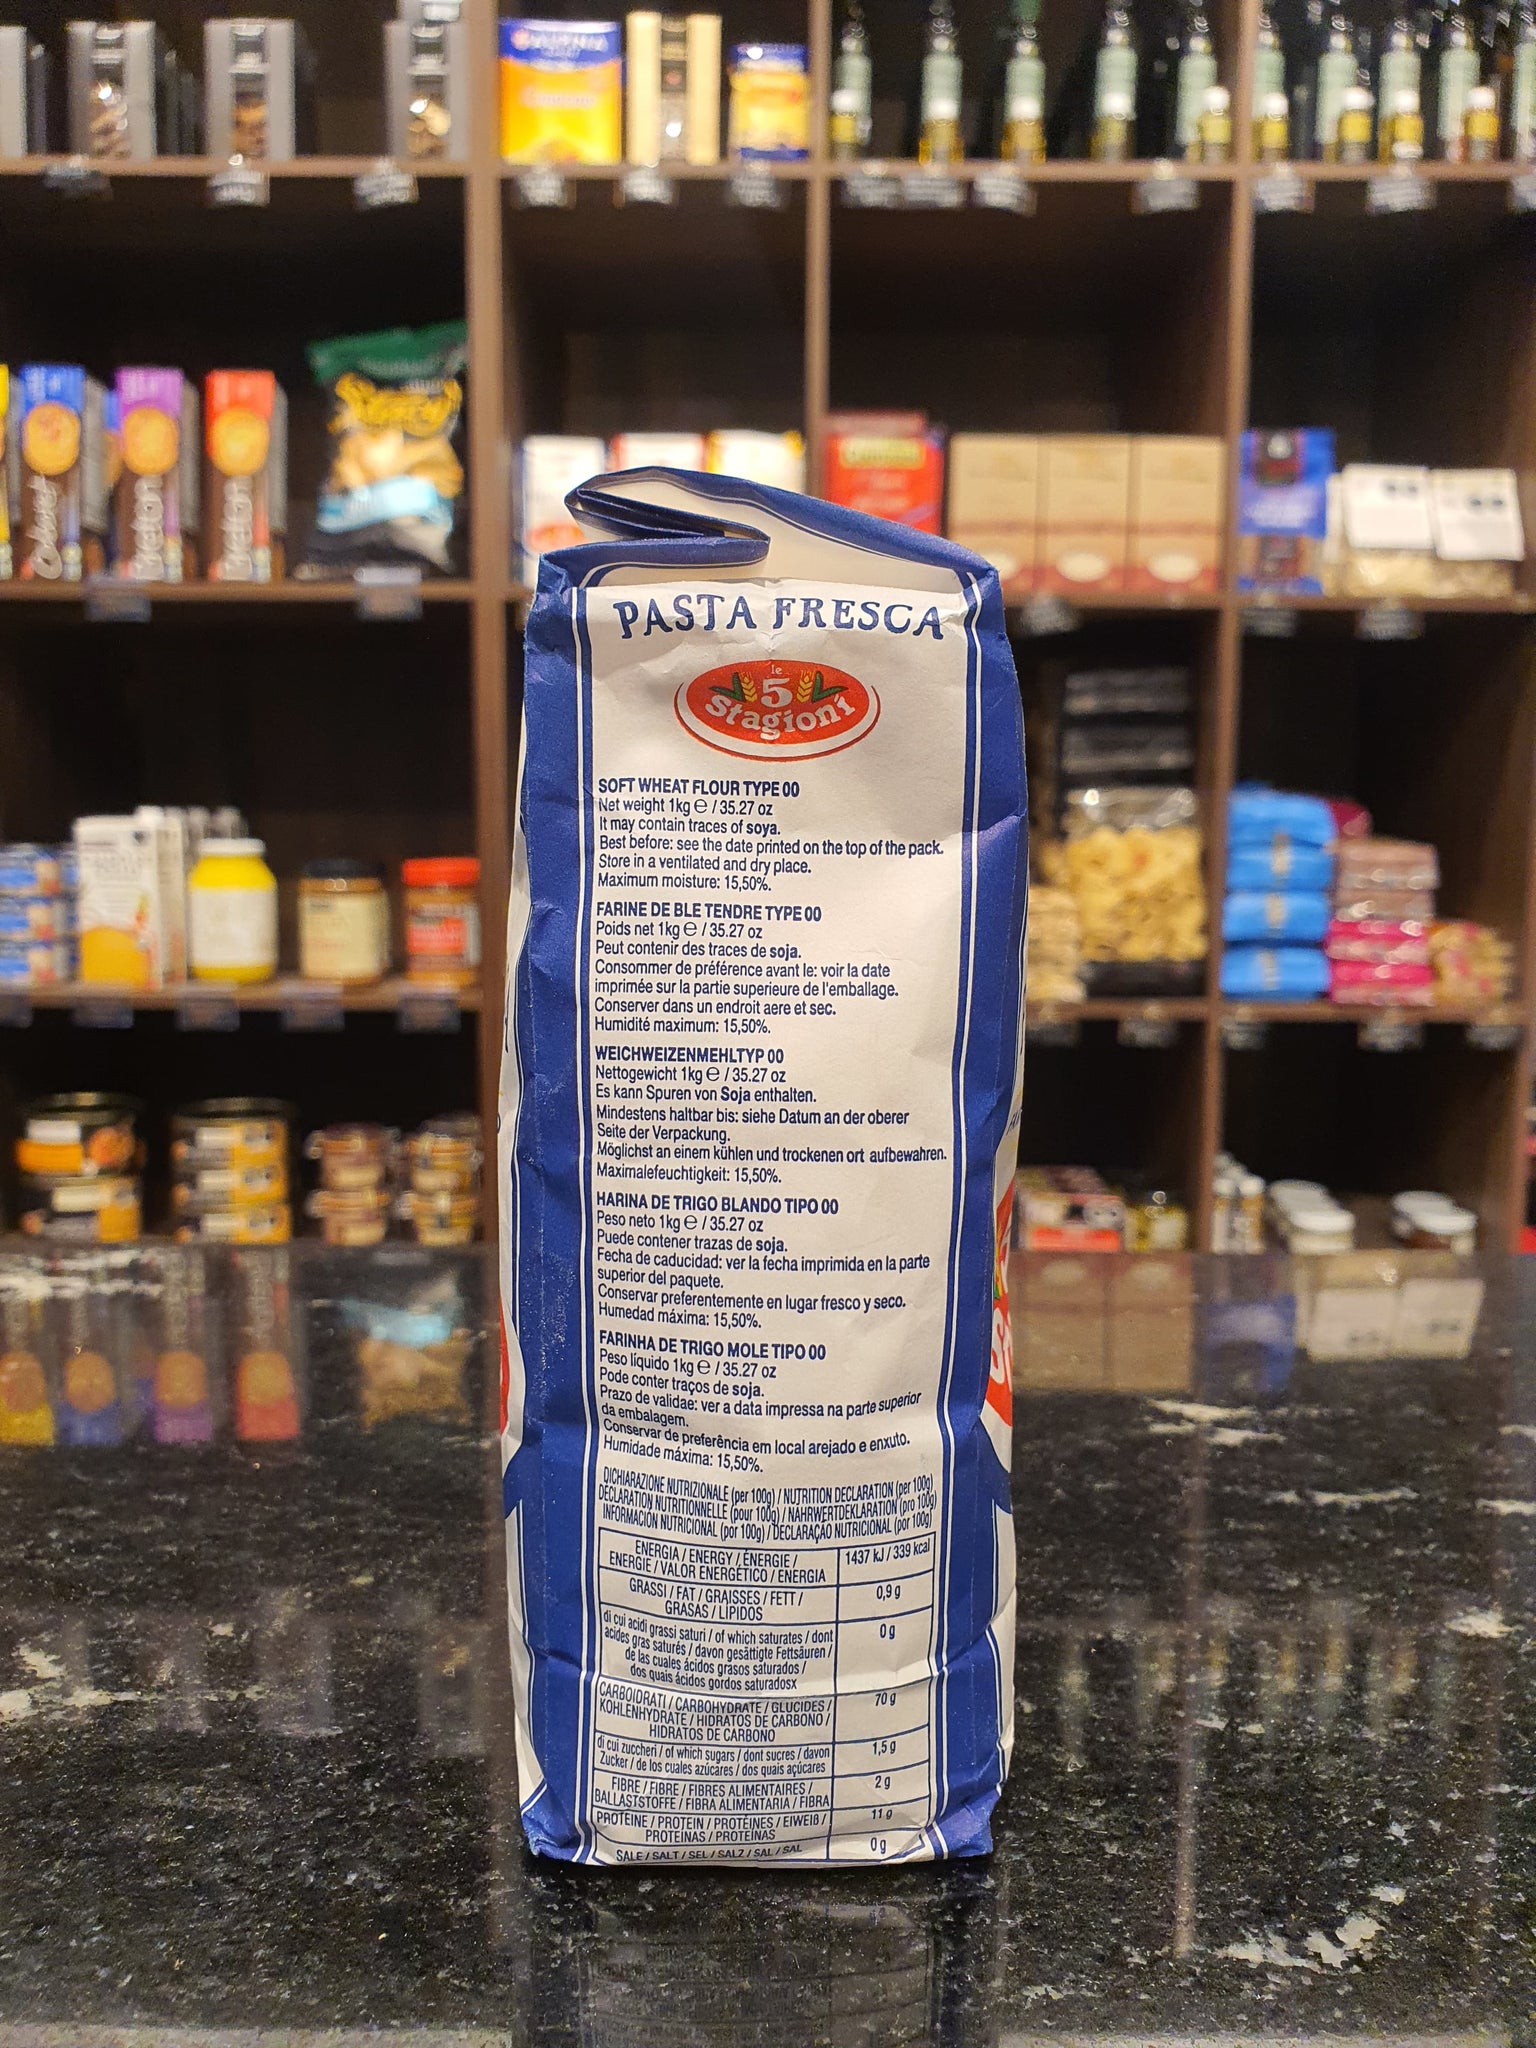 PASTA FRESCA
le
5
Stagioni
SOFT WHEAT FLOUR TYPE 00
Net weight 1kg ℮ / 35.27 oz
It may contain traces of soya.
Best before: see the date printed on the top of the pack.
Store in a ventilated and dry place.
Maximum moisture: 15,50%.
FARINE DE BLE TENDRE TYPE 00
Poids net 1kg ℮ / 35.27 oz
Peut contenir des traces de soja.
Consommer de préférence avant le: voir la date
imprimée sur la partie superieure de l'emballage.
Conserver dans un endroit aere et sec.
Humidité maximum: 15,50%.
WEICHWEIZENMEHLTYP 00
Nettogewicht 1kg ℮ / 35.27 oz
Es kann Spuren von Soja enthalten.
Mindestens haltbar bis: siehe Datum an der oberer
Seite der Verpackung.
Möglichst an einem kühlen und trockenen ort aufbewahren.
Maximalefeuchtigkeit: 15,50%.
HARINA DE TRIGO BLANDO TIPO 00
Peso neto 1kg ℮ / 35.27 oz
Puede contener trazas de soja.
Fecha de caducidad: ver la fecha imprimida en la parte
superior del paquete.
Conservar preferentemente en lugar fresco y seco.
Humedad máxima: 15,50%.
FARINHA DE TRIGO MOLE TIPO 00
Peso líquido 1kg ℮ / 35.27 oz
Pode conter traços de soja.
Prazo de validae: ver a data impressa na parte superior
da embalagem.
Conservar de preferência em local arejado e enxuto.
Humidade máxima: 15,50%.
DICHIARAZIONE NUTRIZIONALE (per 100g) / NUTRITION DECLARATION (per 100g)
DÉCLARATION NUTRITIONNELLE (pour 100g) / NÄHRWERTDEKLARATION (pro 100g)
INFORMACIÓN NUTRICIONAL (por 100g) / DECLARAÇÃO NUTRICIONAL (por 100g)
ENERGIA / ENERGY / ÉNERGIE /
ENERGIE / VALOR ENERGÉTICO / ENERGIA
1437 kJ / 339 kcal
GRASSI / FAT / GRAISSES / FETT /
GRASAS / LÍPIDOS
0,9 g
di cui acidi grassi saturi / of which saturates / dont
acides gras saturés / davon gesättigte Fettsäuren /
de las cuales ácidos grasos saturados /
dos quais ácidos gordos saturadosx
0 g
CARBOIDRATI / CARBOHYDRATE / GLUCIDES /
KOHLENHYDRATE / HIDRATOS DE CARBONO /
HIDRATOS DE CARBONO
70 g
di cui zuccheri / of which sugars / dont sucres / davon
Zucker / de los cuales azúcares / dos quais açúcares
1,5 g
FIBRE / FIBRE / FIBRES ALIMENTAIRES /
BALLASTSTOFFE / FIBRA ALIMENTARIA / FIBRA
2 g
PROTEINE / PROTEIN / PROTÉINES / EIWEIß /
PROTEÍNAS / PROTEÍNAS
11 g
SALE / SALT / SEL / SALZ / SAL / SAL
0 g